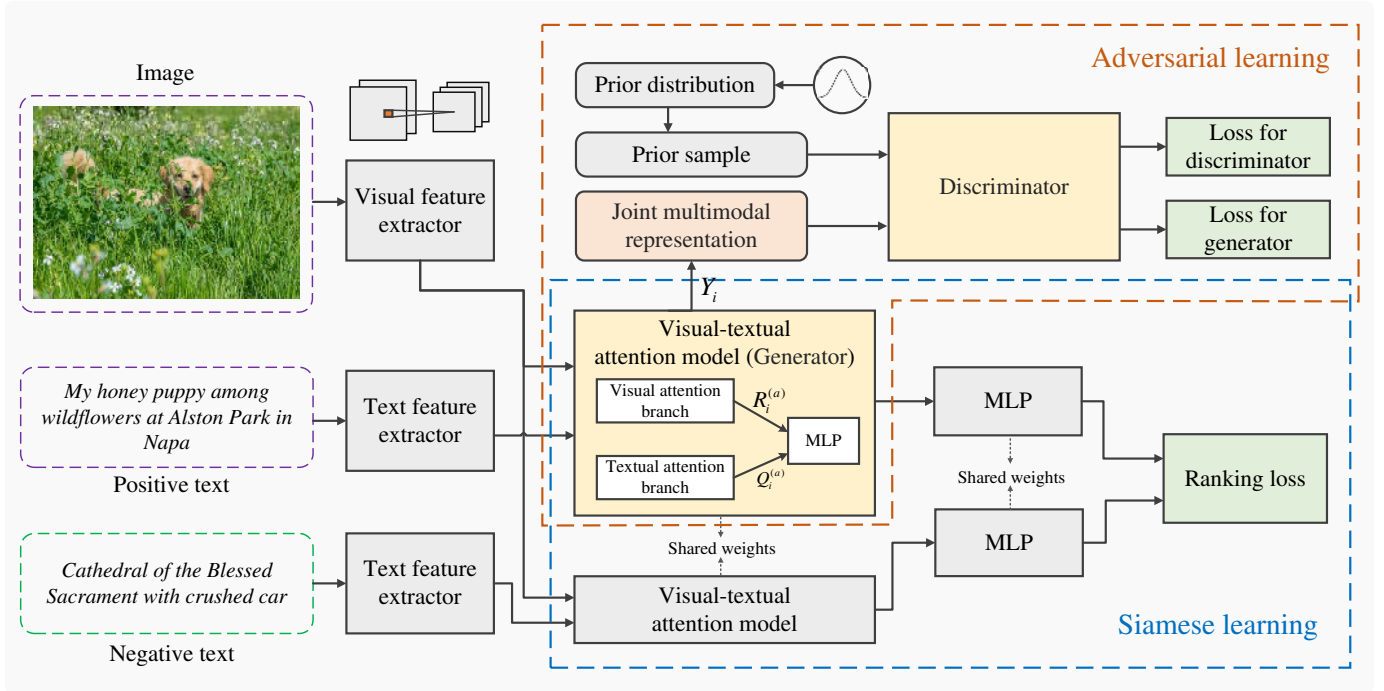 Image
Visual feature
extractor
My honey puppy among
wildflowers at Alston Park in
Napa
Positive text
Text feature
extractor
Cathedral of the Blessed
Sacrament with crushed car
Negative text
Text feature
extractor
Adversarial learning
Prior distribution
Prior sample
Joint multimodal
representation
Discriminator
Loss for
discriminator
Loss for
generator
Y_i
Visual-textual
attention model (Generator)
Visual attention
branch
R_i^{(a)}
MLP
Textual attention
branch
Q_i^{(a)}
Shared weights
Visual-textual
attention model
MLP
Shared weights
MLP
Ranking loss
Siamese learning